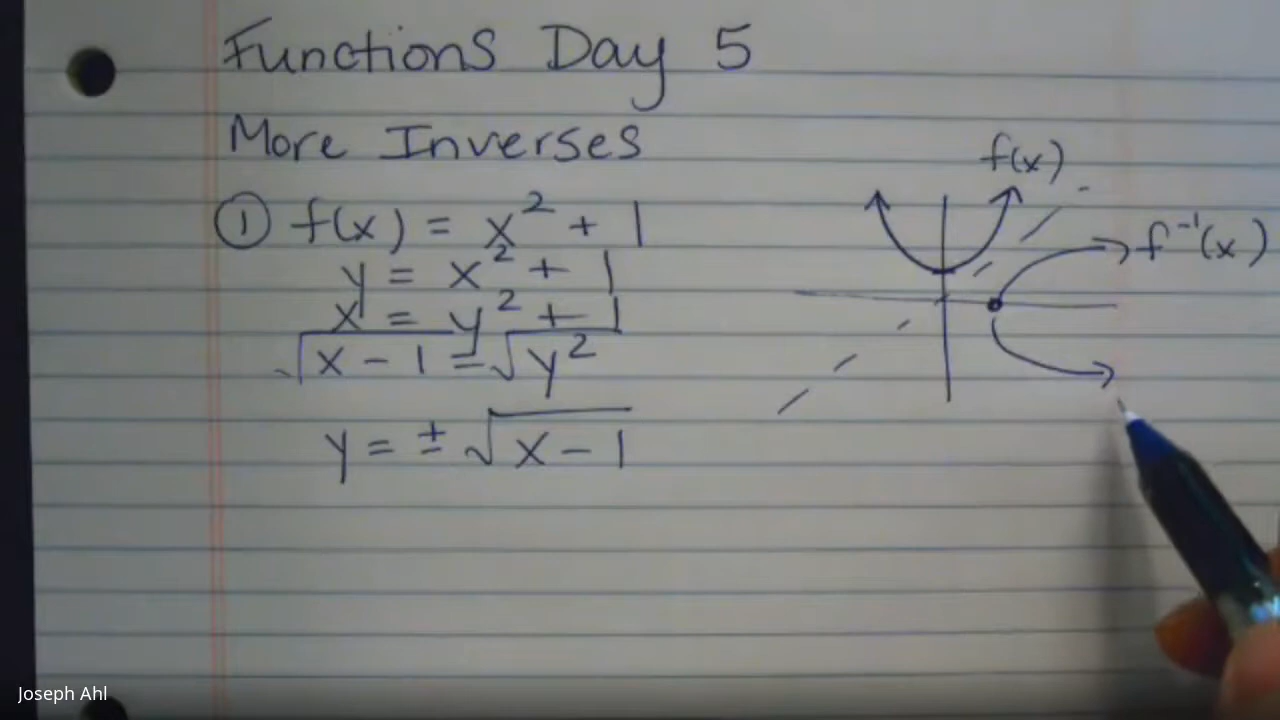 Functions Day 5
More Inverses
① f(x) = x² + 1
y = x² + 1
x = y² + 1
√(x - 1) = √(y²)
y = ± √(x - 1)
f(x)
f⁻¹(x)
Joseph Ahl